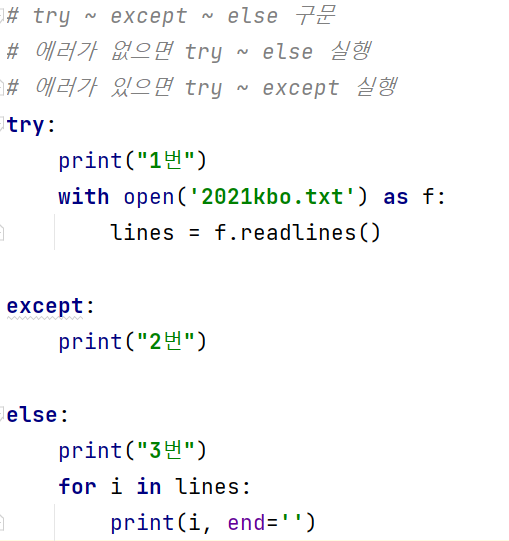 # try ~ except ~ else 구문
# 에러가 없으면 try ~ else 실행
# 에러가 있으면 try ~ except 실행
try:
    print("1번")
    with open('2021kbo.txt') as f:
        lines = f.readlines()
except:
    print("2번")
else:
    print("3번")
    for i in lines:
        print(i, end='')